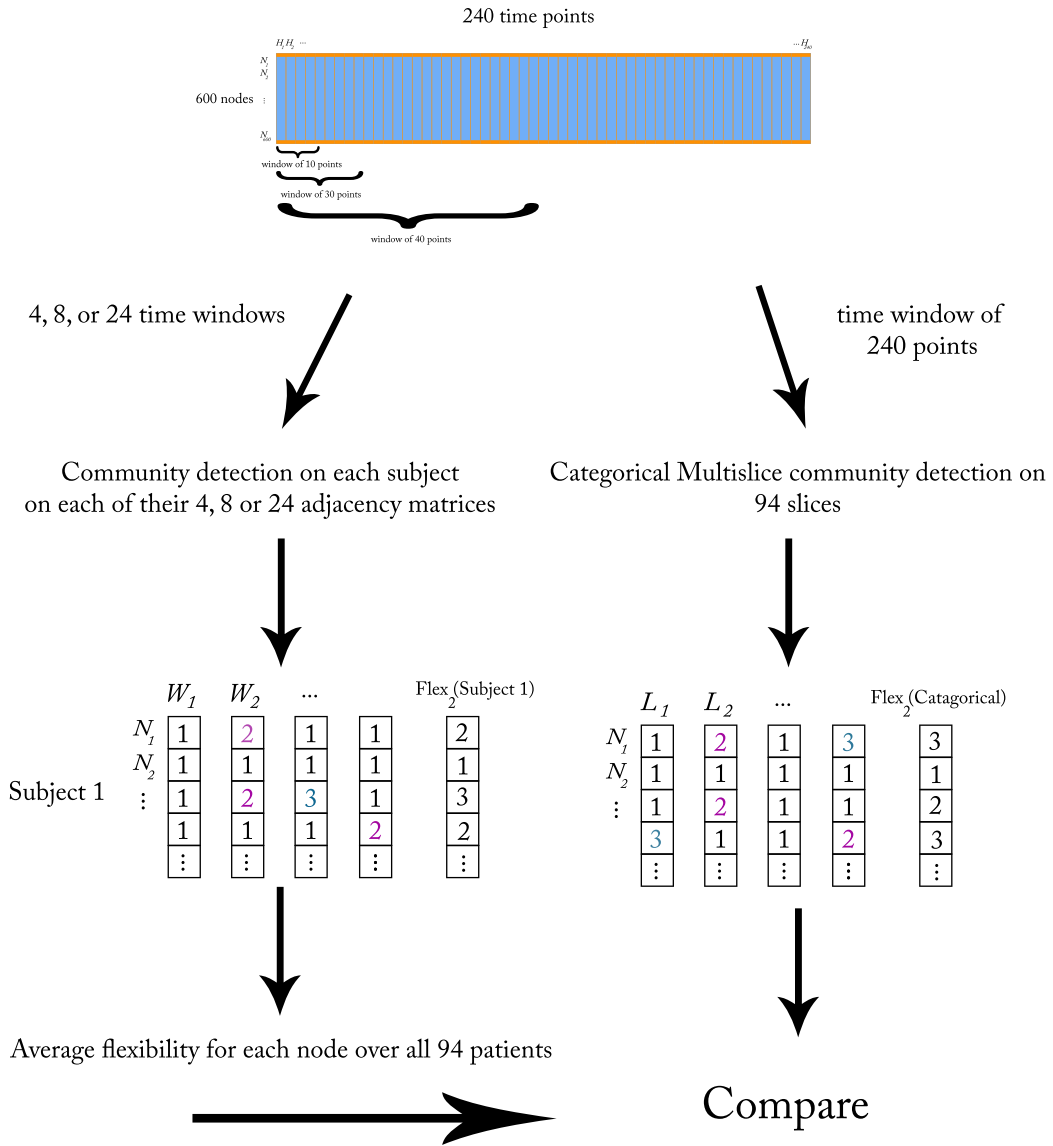 240 time points
H1 H2 ... ... H240
N1
N2
600 nodes ⋮
N600
window of 10 points
window of 30 points
window of 40 points
4, 8, or 24 time windows
time window of
240 points
Community detection on each subject
on each of their 4, 8 or 24 adjacency matrices
Categorical Multislice community detection on
94 slices
W1 W2 ... Flex2(Subject 1)
N1 1 2 1 1 2
N2 1 1 1 1 1
Subject 1 ⋮ 1 2 3 1 3
1 1 1 2 2
⋮ ⋮ ⋮ ⋮ ⋮
L1 L2 ... Flex2(Catagorical)
N1 1 2 1 3 3
N2 1 1 1 1 1
⋮ 1 2 1 1 2
3 1 1 2 3
⋮ ⋮ ⋮ ⋮ ⋮
Average flexibility for each node over all 94 patients
Compare